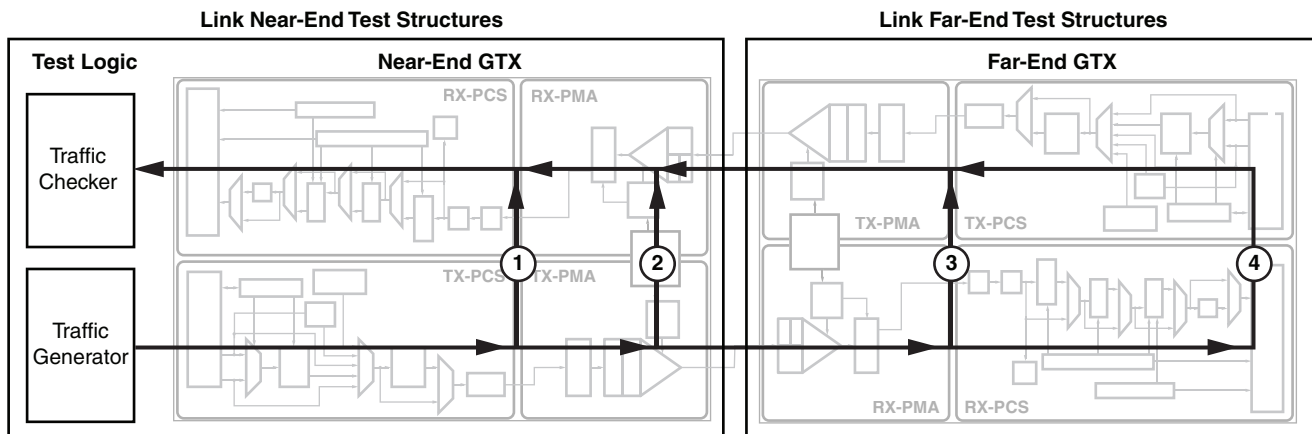 Link Near-End Test Structures
Link Far-End Test Structures
Test Logic
Near-End GTX
Far-End GTX
RX-PCS
RX-PMA
Traffic
Checker
TX-PMA
TX-PCS
1
2
3
4
TX-PCS
TX-PMA
Traffic
Generator
RX-PMA
RX-PCS